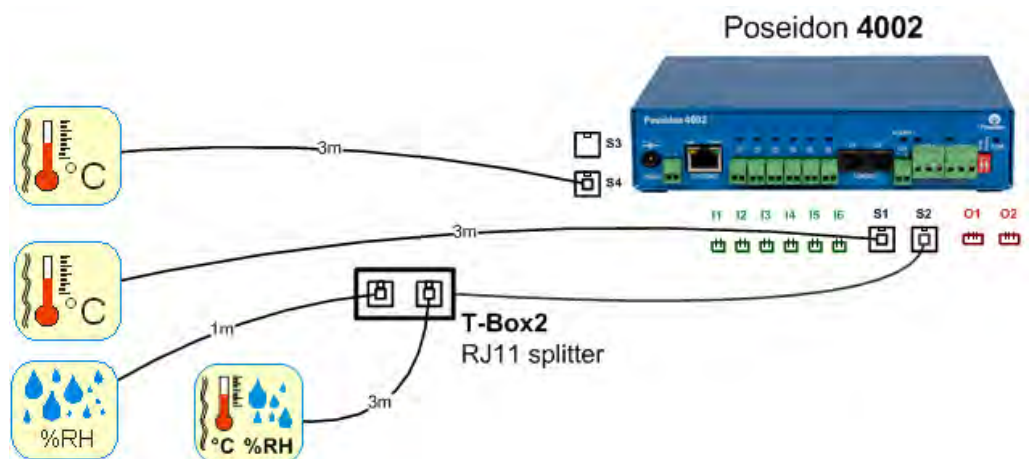 Poseidon 4002
Poseidon 4002
S3
S4
3m
°C
I1 I2 I3 I4 I5 I6 S1 S2 O1 O2
3m
°C
1m
T-Box2
RJ11 splitter
3m
%RH
°C %RH